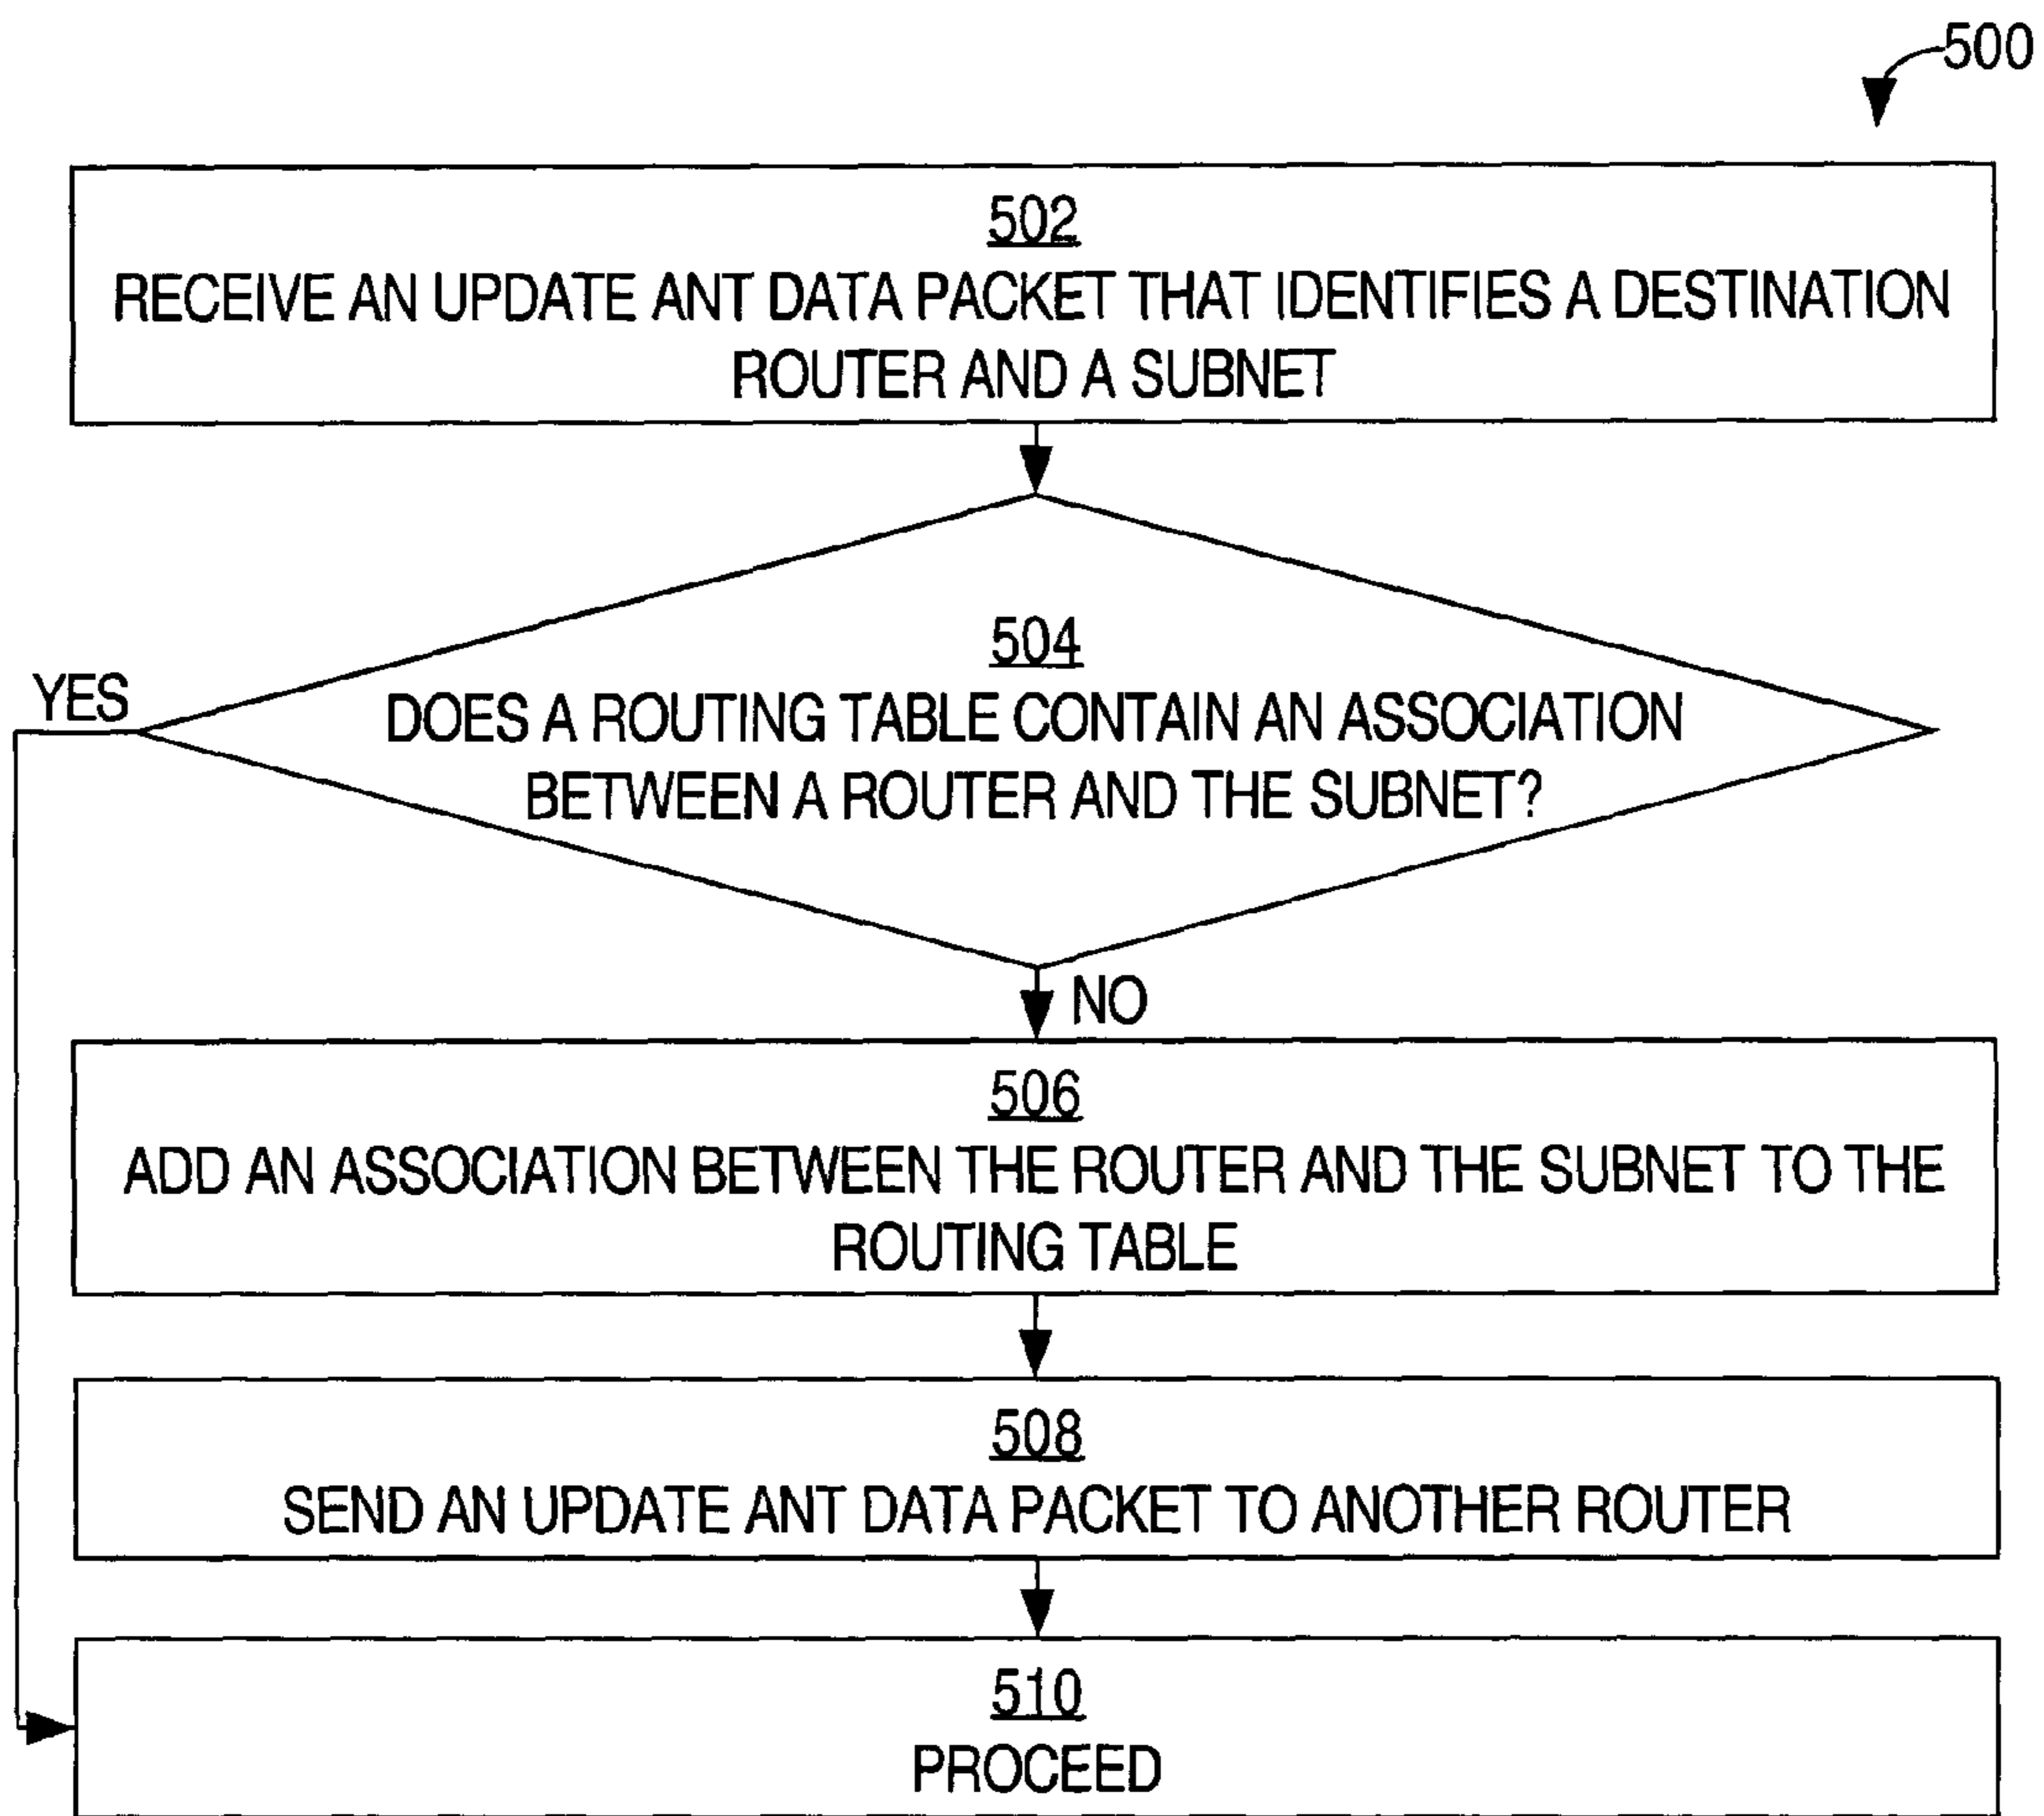 500
502
RECEIVE AN UPDATE ANT DATA PACKET THAT IDENTIFIES A DESTINATION
ROUTER AND A SUBNET
504
DOES A ROUTING TABLE CONTAIN AN ASSOCIATION
BETWEEN A ROUTER AND THE SUBNET?
YES
NO
506
ADD AN ASSOCIATION BETWEEN THE ROUTER AND THE SUBNET TO THE
ROUTING TABLE
508
SEND AN UPDATE ANT DATA PACKET TO ANOTHER ROUTER
510
PROCEED